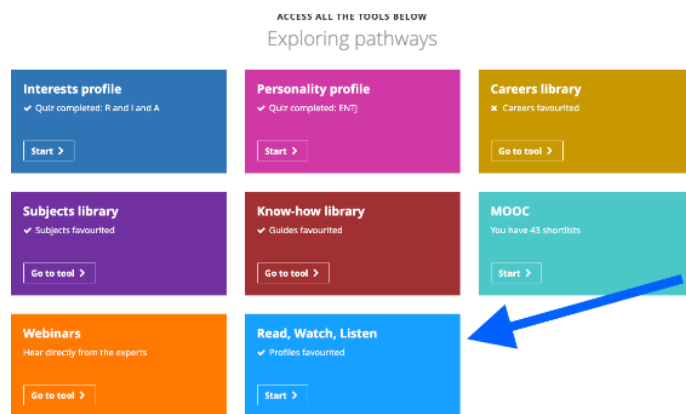 ACCESS ALL THE TOOLS BELOW
Exploring pathways
Interests profile
✔ Quiz completed: R and I and A
Start >
Personality profile
✔ Quiz completed: ENTJ
Start >
Careers library
✖ Careers favourited
Go to tool >
Subjects library
✔ Subjects favourited
Go to tool >
Know-how library
✔ Guides favourited
Go to tool >
MOOC
You have 43 shortlists
Start >
Webinars
Hear directly from the experts
Go to tool >
Read, Watch, Listen
✔ Profiles favourited
Start >